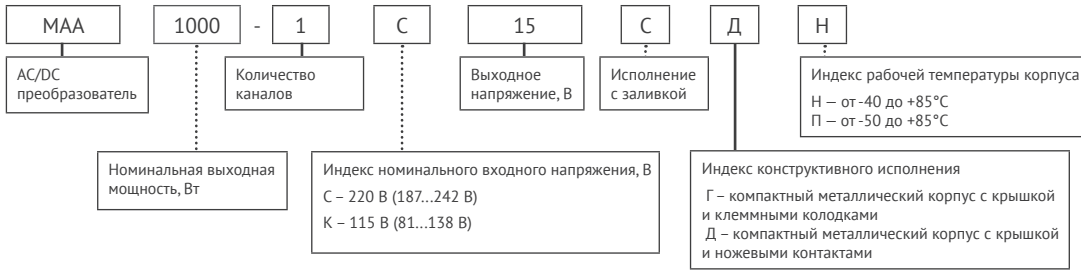 МАА 1000 - 1 С 15 С Д Н
AC/DC
преобразователь
Количество
каналов
Выходное
напряжение, В
Исполнение
с заливкой
Индекс рабочей температуры корпуса
Н — от -40 до +85°С
П — от -50 до +85°С
Номинальная выходная
мощность, Вт
Индекс номинального входного напряжения, В
С – 220 В (187...242 В)
К – 115 В (81...138 В)
Индекс конструктивного исполнения
Г – компактный металлический корпус с крышкой
и клеммными колодками
Д – компактный металлический корпус с крышкой
и ножевыми контактами